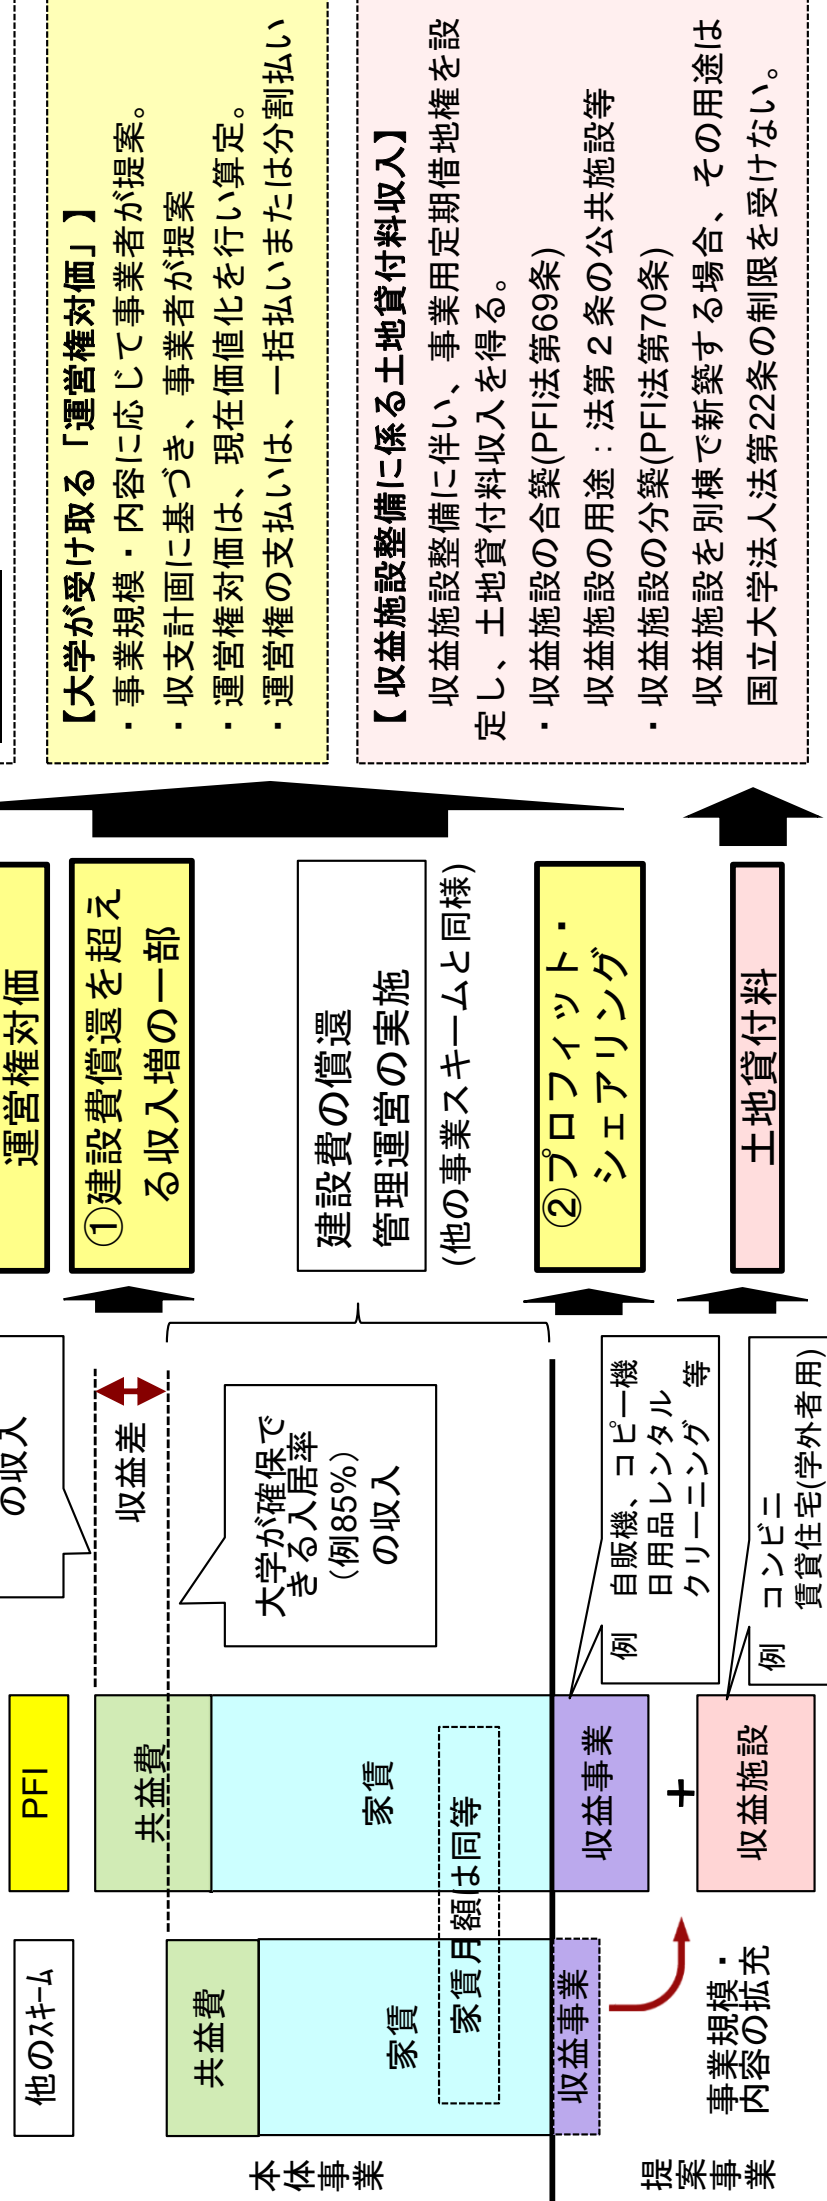 他のスキーム
PFI
の収入
運営権対価
共益費
家賃
収益事業
共益費
家賃
収益事業
家賃月額は同等
本体事業
提案事業
事業規模・
内容の拡充
+
収益施設
収益差
大学が確保で
きる入居率
(例85%)
の収入
例 自販機、コピー機
日用品レンタル
クリーニング 等
例 コンビニ
賃貸住宅(学外者用)
①建設費償還を超え
る収入増の一部
建設費の償還
管理運営の実施
(他の事業スキームと同様)
②プロフィット・
シェアリング
土地貸付料
【大学が受け取る「運営権対価」】
・事業規模・内容に応じて事業者が提案。
・収支計画に基づき、事業者が提案
・運営権対価は、現在価値化を行い算定。
・運営権の支払いは、一括払いまたは分割払い
【 収益施設整備に係る土地貸付料収入】
収益施設整備に伴い、事業用定期借地権を設
定し、土地貸付料収入を得る。
・収益施設の合築(PFI法第69条)
収益施設の用途：法第２条の公共施設等
・収益施設の分築(PFI法第70条)
収益施設を別棟で新築する場合、その用途は
国立大学法人法第22条の制限を受けない。